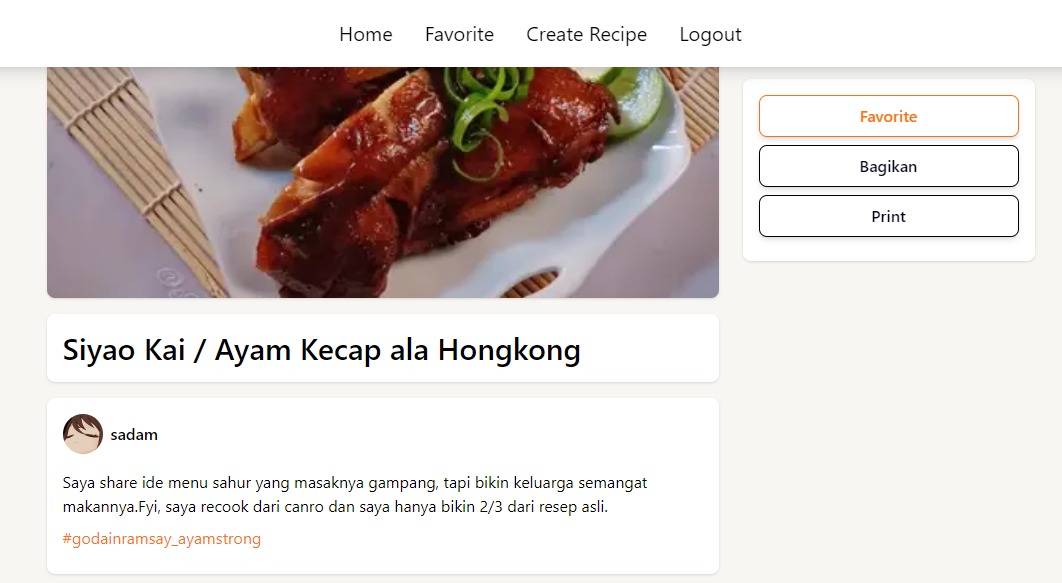 Home Favorite Create Recipe Logout
Favorite
Bagikan
Print
Siyao Kai / Ayam Kecap ala Hongkong
sadam
Saya share ide menu sahur yang masaknya gampang, tapi bikin keluarga semangat
makannya.Fyi, saya recook dari canro dan saya hanya bikin 2/3 dari resep asli.
#godainramsay_ayamstrong